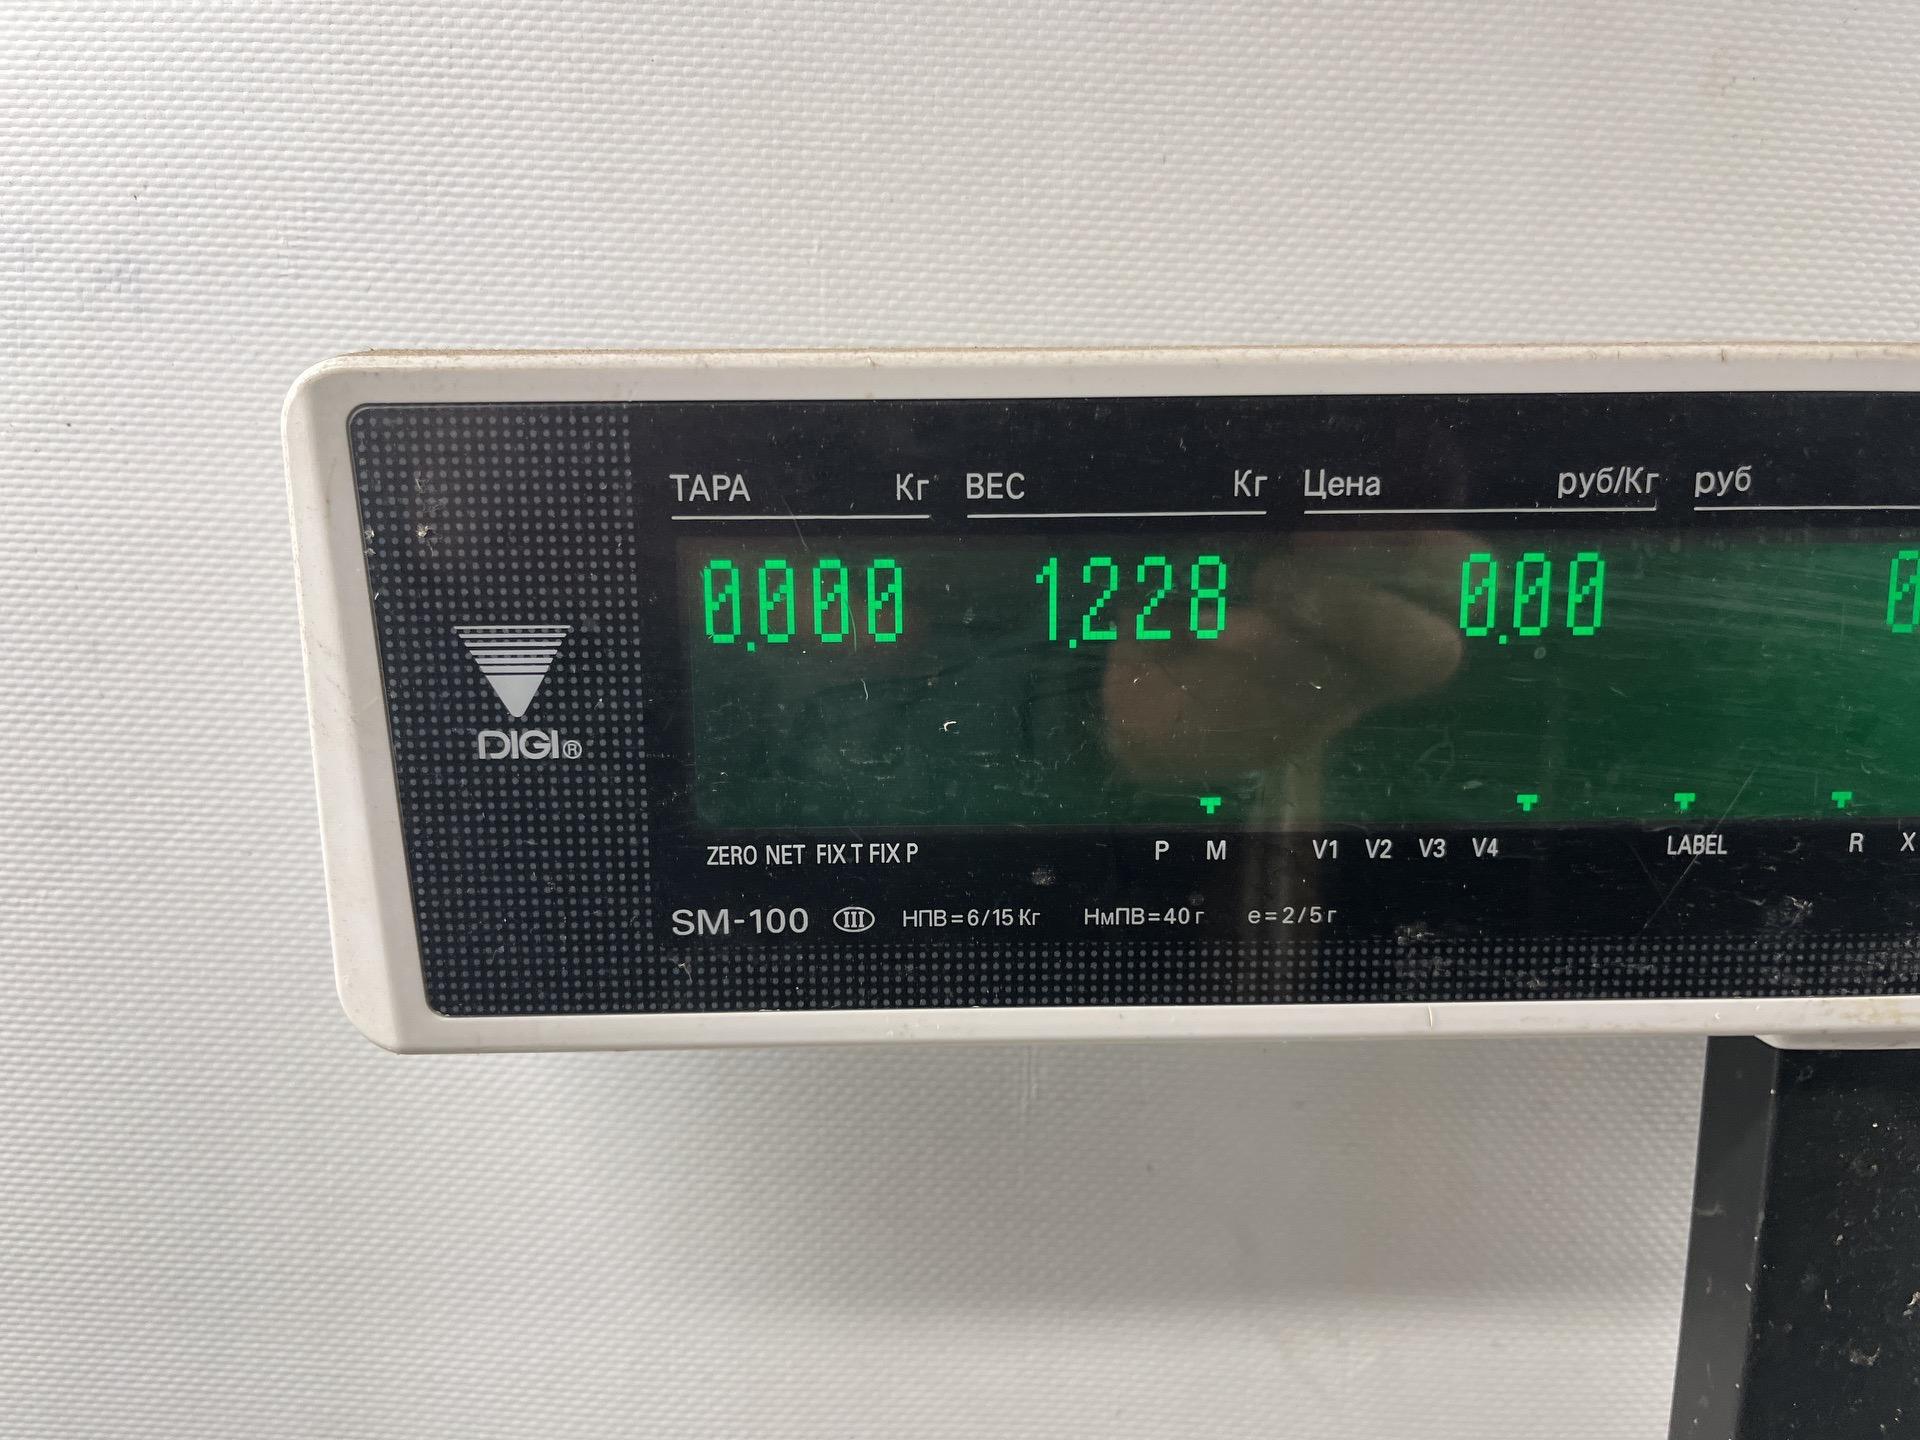 ТАРА Кг ВЕС Кг Цена руб/Кг руб
0.000 1.228 0.00 0
DIGI®
ZERO NET FIX T FIX P P M V1 V2 V3 V4 LABEL R X
SM-100 III НПВ=6/15 Кг НмПВ=40 г е=2/5 г